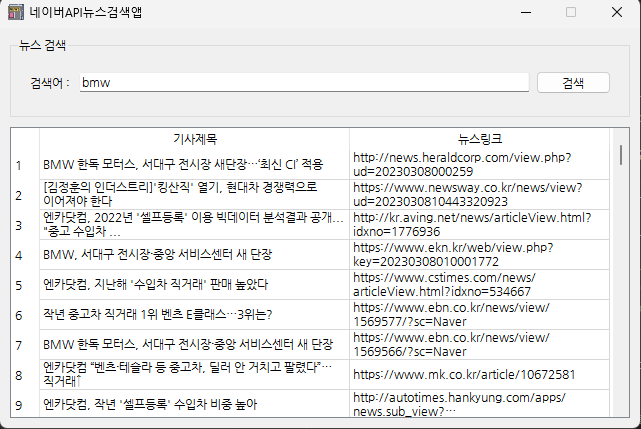 네이버API뉴스검색앱
뉴스 검색
검색어 :
bmw
검색
기사제목
뉴스링크
1
BMW 한독 모터스, 서대구 전시장 새단장…‘최신 CI’ 적용
http://news.heraldcorp.com/view.php?
ud=20230308000259
2
[김정훈의 인더스트리]'킹산직' 열기, 현대차 경쟁력으로
이어져야 한다
https://www.newsway.co.kr/news/view?
ud=2023030810443320923
3
엔카닷컴, 2022년 '셀프등록' 이용 빅데이터 분석결과 공개...
"중고 수입차 ...
http://kr.aving.net/news/articleView.html?
idxno=1776936
4
BMW, 서대구 전시장·중앙 서비스센터 새 단장
https://www.ekn.kr/web/view.php?
key=20230308010001772
5
엔카닷컴, 지난해 '수입차 직거래' 판매 높았다
https://www.cstimes.com/news/
articleView.html?idxno=534667
6
작년 중고차 직거래 1위 벤츠 E클래스…3위는?
https://www.ebn.co.kr/news/view/
1569577/?sc=Naver
7
BMW 한독 모터스, 서대구 전시장·중앙 서비스센터 새 단장
https://www.ebn.co.kr/news/view/
1569566/?sc=Naver
8
엔카닷컴 “벤츠·테슬라 등 중고차, 딜러 안 거치고 팔렸다”…
직거래↑
https://www.mk.co.kr/article/10672581
9
엔카닷컴, 작년 '셀프등록' 수입차 비중 높아
http://autotimes.hankyung.com/apps/
news.sub_view?…